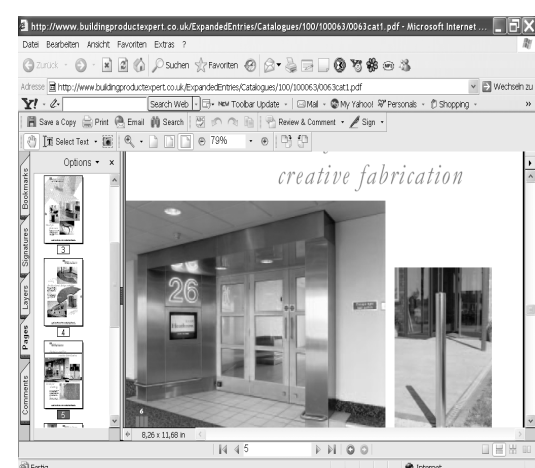 http://www.buildingproductexpert.co.uk/ExpandedEntries/Catalogues/100/100063/0063cat1.pdf - Microsoft Internet ...
Datei Bearbeiten Ansicht Favoriten Extras ?
Zurück Suchen Favoriten
Adresse http://www.buildingproductexpert.co.uk/ExpandedEntries/Catalogues/100/100063/0063cat1.pdf Wechseln zu
Y! Search Web NEW Toolbar Update Mail My Yahoo! Personals Shopping »
Save a Copy Print Email Search Review & Comment Sign
Select Text 79%
Options x
Bookmarks
Signatures
Layers
Pages
Comments
3
4
5
creative fabrication
26
6
8,26 x 11,68 in
5
Fertig Internet